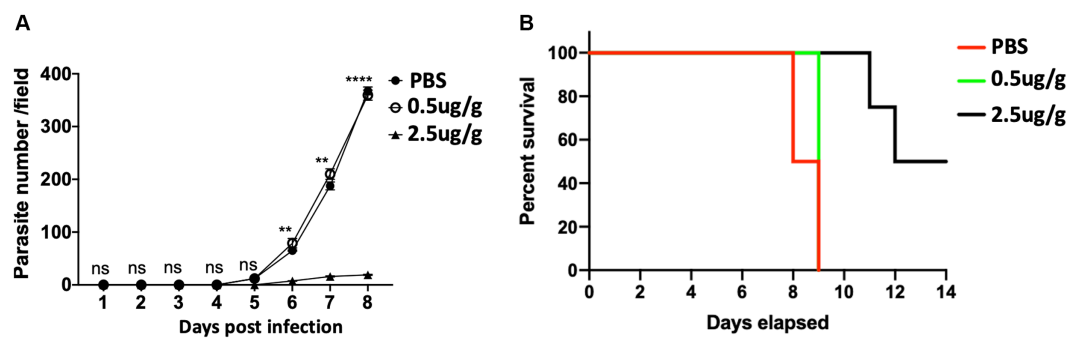 A
Parasite number /field
400
300
200
100
0
ns ns ns ns ns ** ** ****
1 2 3 4 5 6 7 8
Days post infection
PBS
0.5ug/g
2.5ug/g
B
Percent survival
100
80
60
40
20
0
0 2 4 6 8 10 12 14
Days elapsed
PBS
0.5ug/g
2.5ug/g